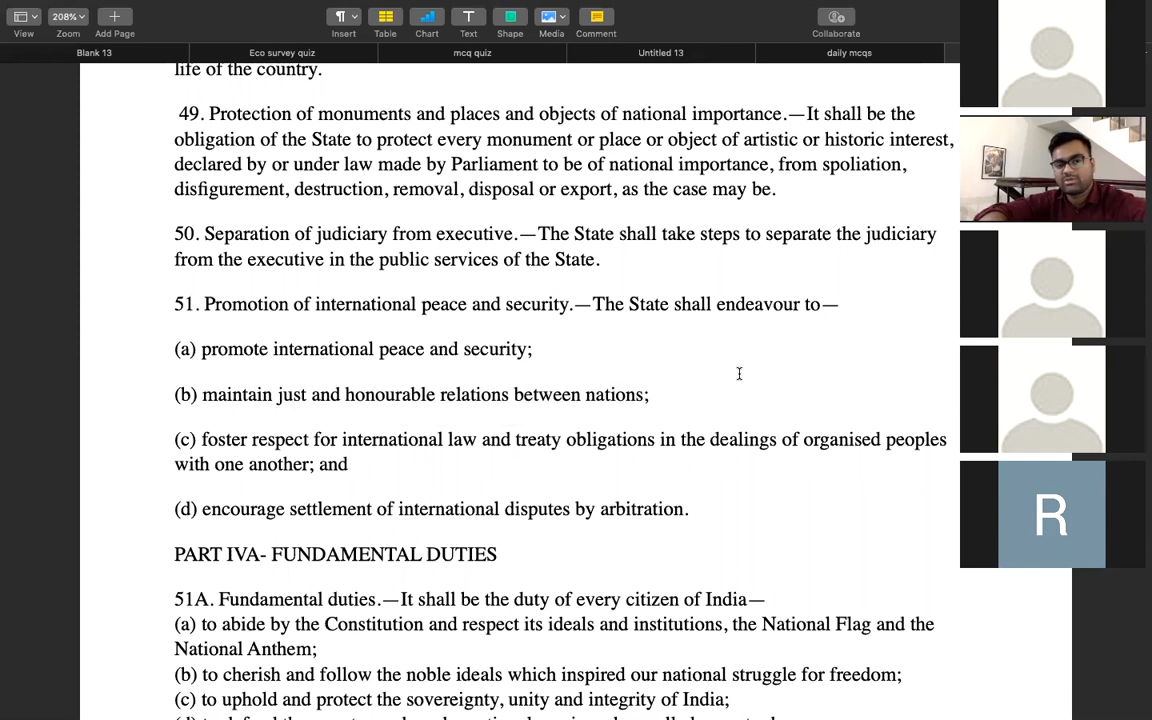 208%
View
Zoom
Add Page
Insert
Table
Chart
Text
Shape
Media
Comment
Collaborate
Blank 13
Eco survey quiz
mcq quiz
Untitled 13
daily mcqs
life of the country.
49. Protection of monuments and places and objects of national importance.—It shall be the
obligation of the State to protect every monument or place or object of artistic or historic interest,
declared by or under law made by Parliament to be of national importance, from spoliation,
disfigurement, destruction, removal, disposal or export, as the case may be.
50. Separation of judiciary from executive.—The State shall take steps to separate the judiciary
from the executive in the public services of the State.
51. Promotion of international peace and security.—The State shall endeavour to—
(a) promote international peace and security;
(b) maintain just and honourable relations between nations;
(c) foster respect for international law and treaty obligations in the dealings of organised peoples
with one another; and
(d) encourage settlement of international disputes by arbitration.
PART IVA- FUNDAMENTAL DUTIES
51A. Fundamental duties.—It shall be the duty of every citizen of India—
(a) to abide by the Constitution and respect its ideals and institutions, the National Flag and the
National Anthem;
(b) to cherish and follow the noble ideals which inspired our national struggle for freedom;
(c) to uphold and protect the sovereignty, unity and integrity of India;
R